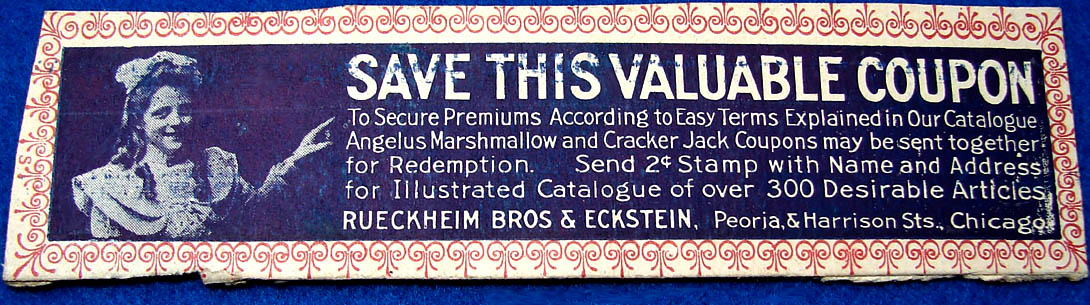 SAVE THIS VALUABLE COUPON
To Secure Premiums According to Easy Terms Explained in Our Catalogue
Angelus Marshmallow and Cracker Jack Coupons may be sent together
for Redemption. Send 2¢ Stamp with Name and Address
for Illustrated Catalogue of over 300 Desirable Articles
RUECKHEIM BROS & ECKSTEIN, Peoria, & Harrison Sts., Chicago